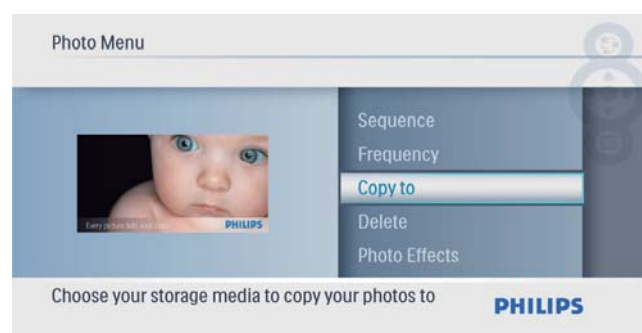 Photo Menu
Sequence
Frequency
Copy to
Delete
Photo Effects
PHILIPS
Choose your storage media to copy your photos to
PHILIPS